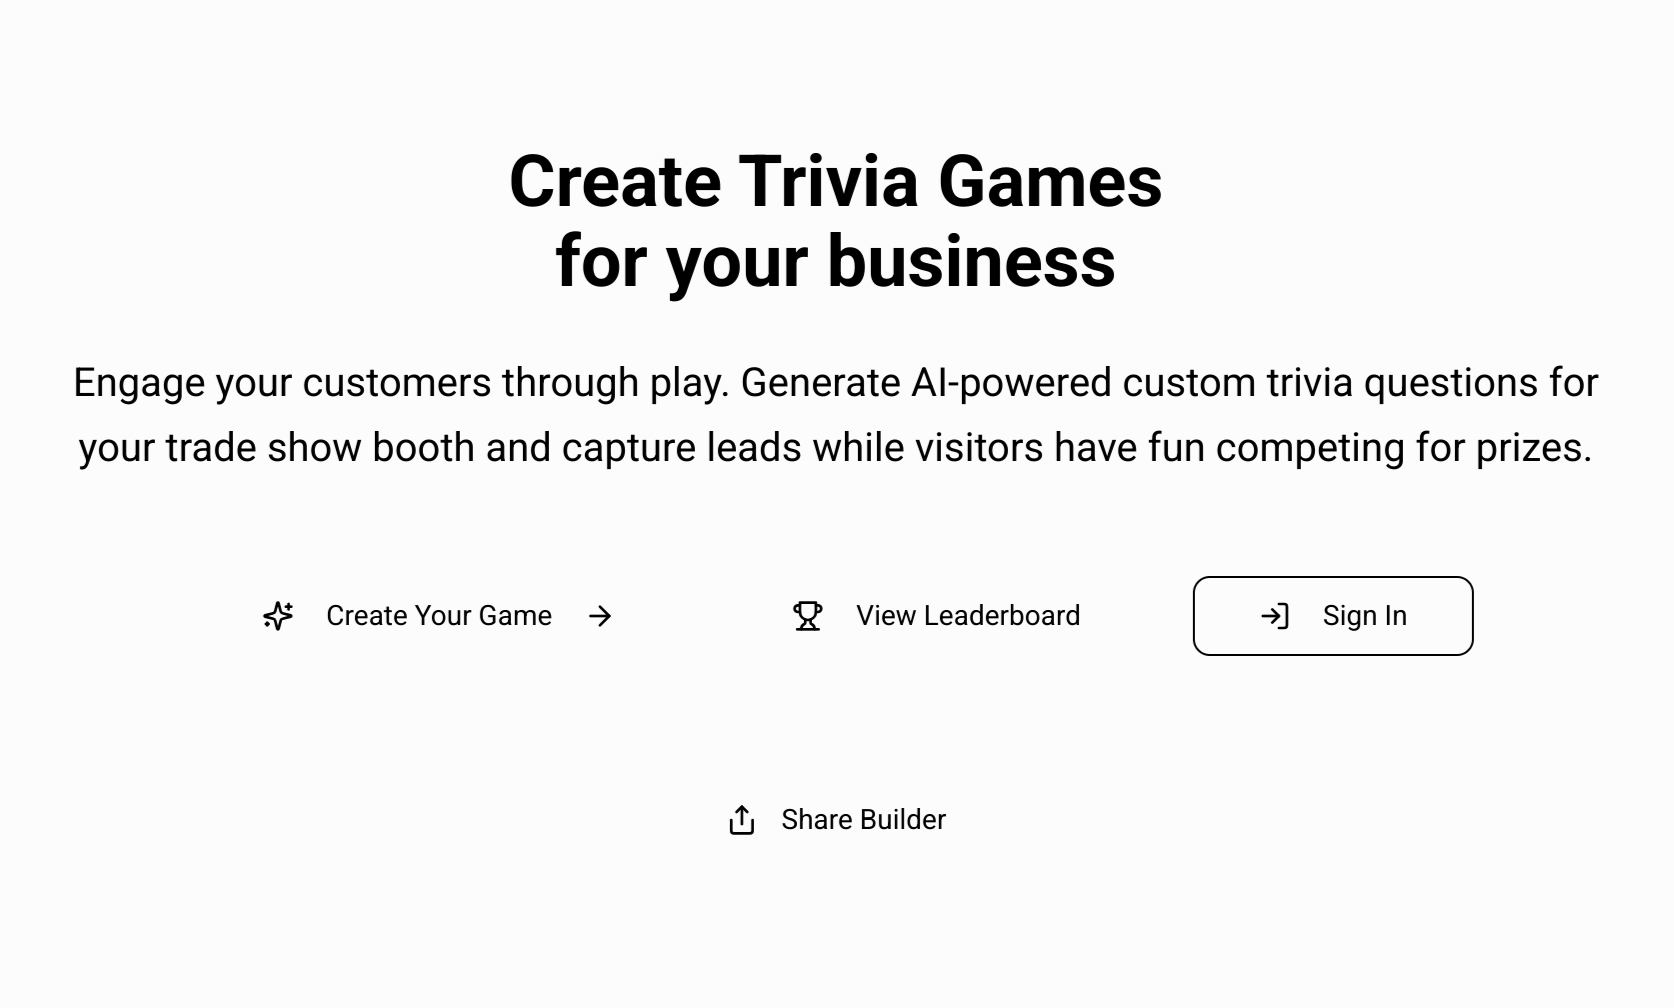 Create Trivia Games
for your business
Engage your customers through play. Generate AI-powered custom trivia questions for
your trade show booth and capture leads while visitors have fun competing for prizes.
Create Your Game
View Leaderboard
Sign In
Share Builder